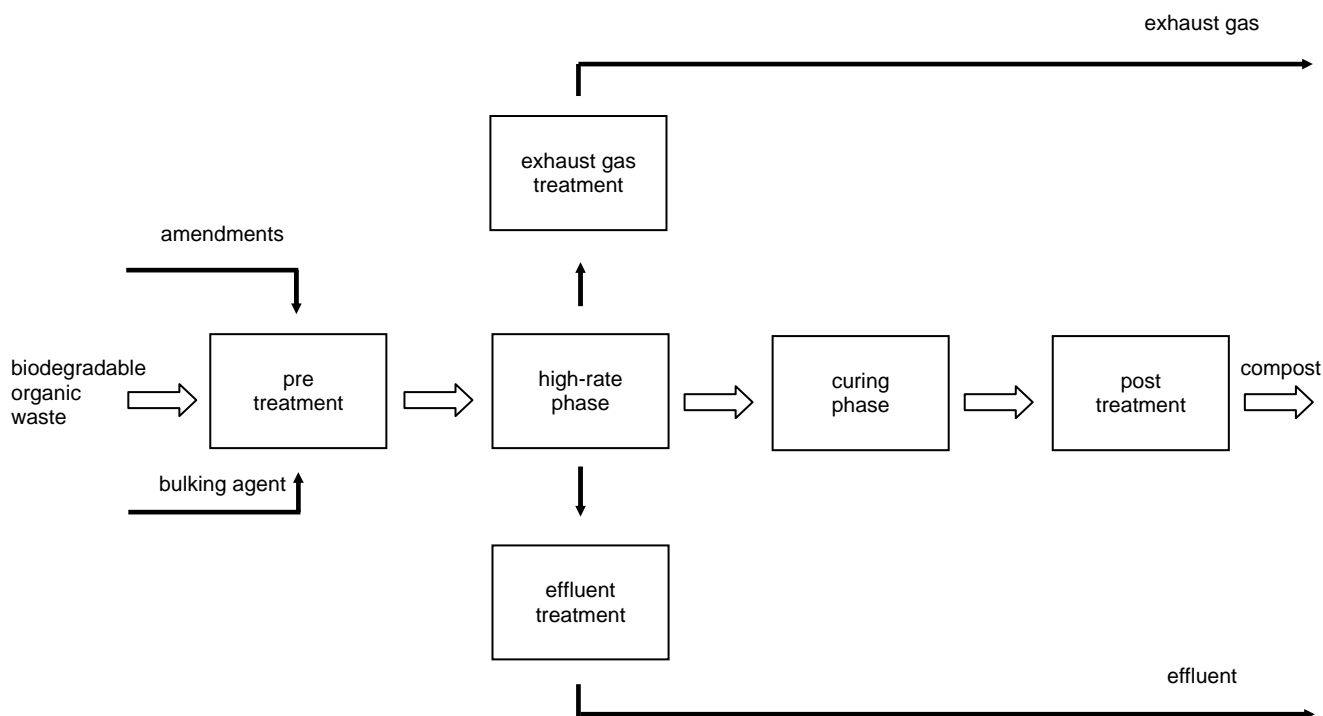 exhaust gas
exhaust gas
treatment
amendments
biodegradable
organic
waste
pre
treatment
high-rate
phase
curing
phase
post
treatment
compost
bulking agent
effluent
treatment
effluent